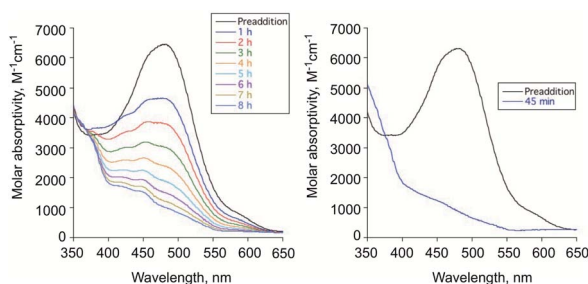 Preaddition
1 h
2 h
3 h
4 h
5 h
6 h
7 h
8 h
7000
6000
5000
4000
3000
2000
1000
0
350
400
450
500
550
600
650
Molar absorptivity, M⁻¹cm⁻¹
Wavelength, nm
Preaddition
45 min
7000
6000
5000
4000
3000
2000
1000
0
350
400
450
500
550
600
650
Molar absorptivity, M⁻¹cm⁻¹
Wavelength, nm